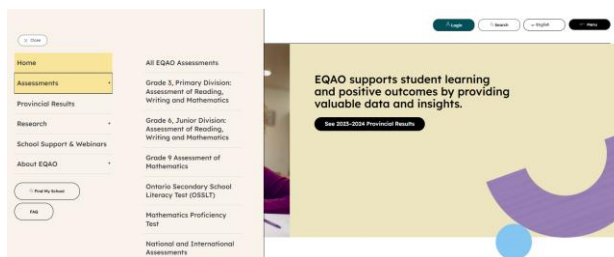 Close
Home
Assessments
Provincial Results
Research
School Support & Webinars
About EQAO
Find My School
FAQ
All EQAO Assessments
Grade 3, Primary Division:
Assessment of Reading,
Writing and Mathematics
Grade 6, Junior Division:
Assessment of Reading,
Writing and Mathematics
Grade 9 Assessment of
Mathematics
Ontario Secondary School
Literacy Test (OSSLT)
Mathematics Proficiency
Test
National and International
Assessments
Login
Search
English
Menu
EQAO supports student learning
and positive outcomes by providing
valuable data and insights.
See 2023-2024 Provincial Results